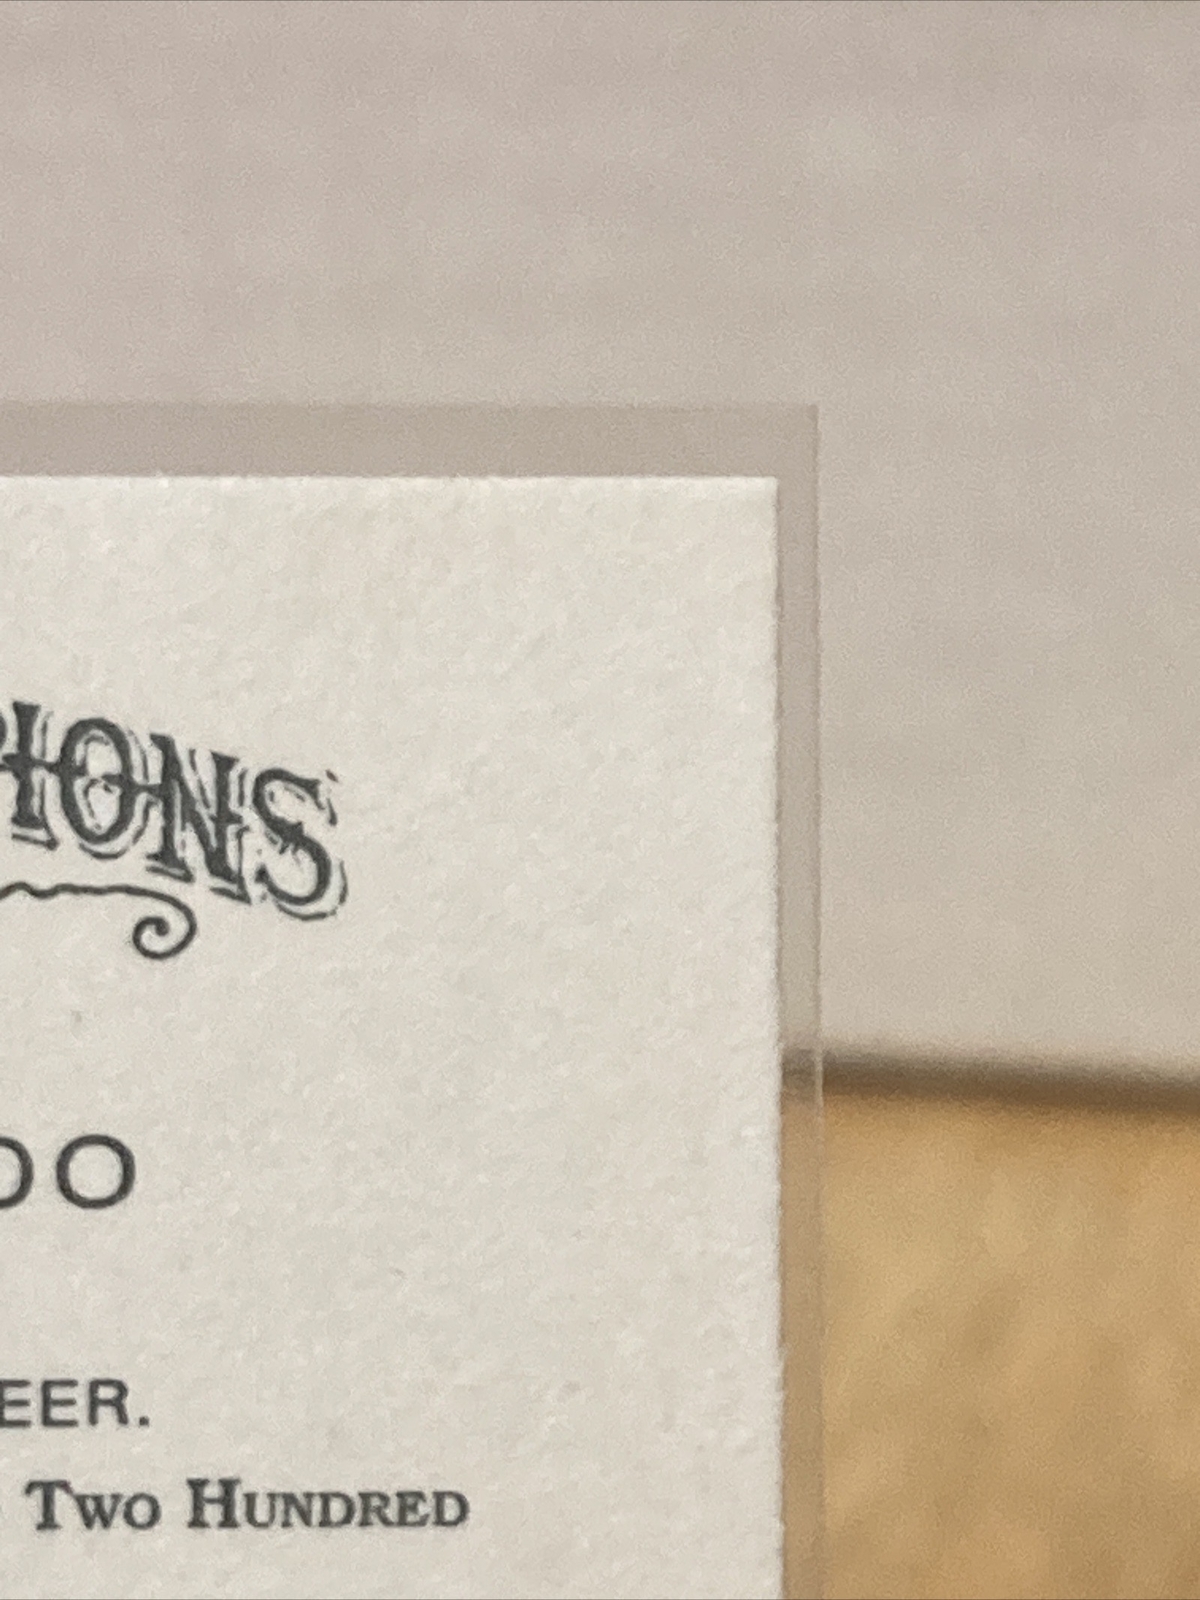 IONS
OO
EER.
Two Hundred